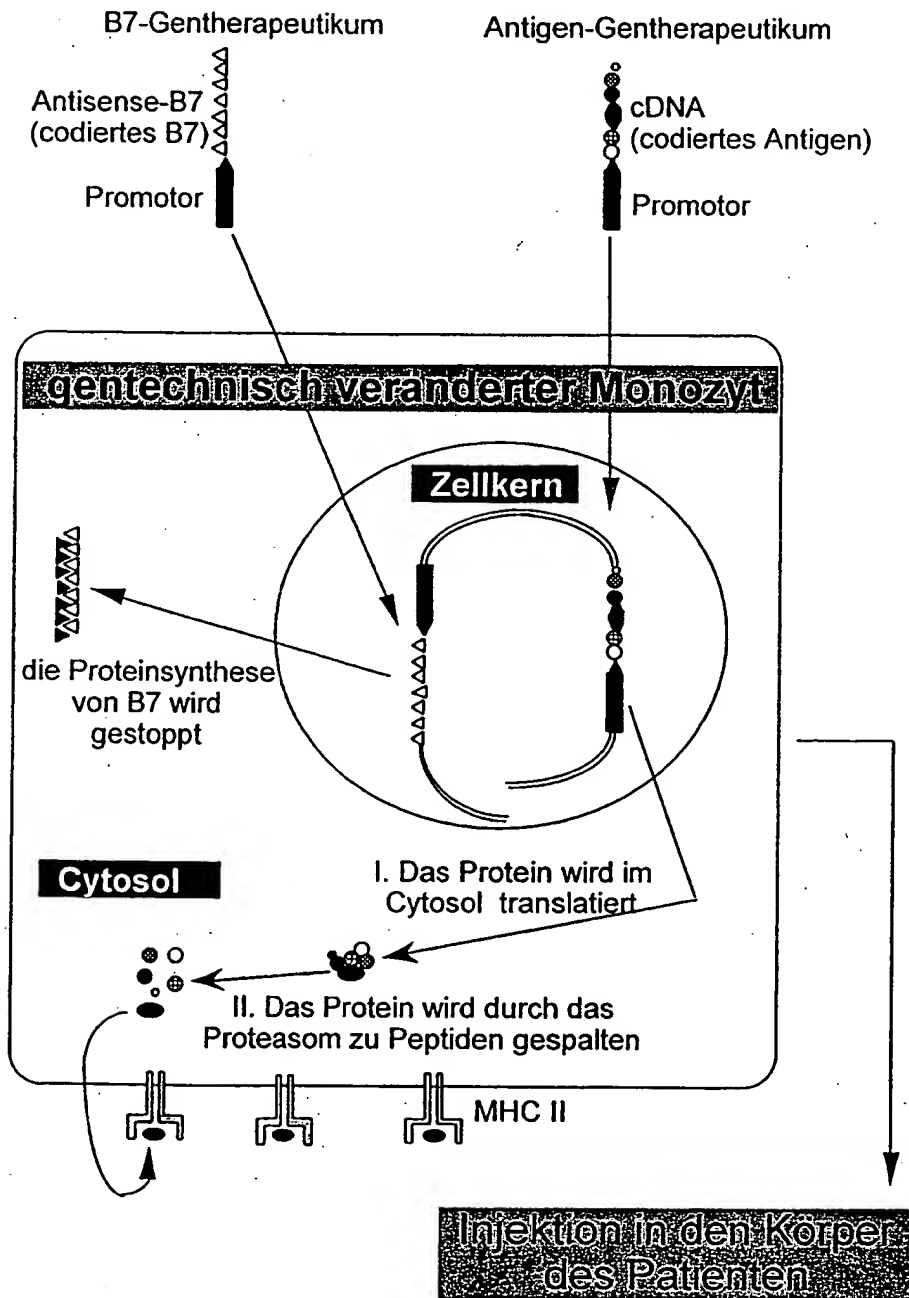 B7-Gentherapeutikum
Antigen-Gentherapeutikum
Antisense-B7
(codiertes B7)
Promotor
cDNA
(codiertes Antigen)
Promotor
gentechnisch veränderter Monozyt
Zellkern
die Proteinsynthese
von B7 wird
gestoppt
Cytosol
I. Das Protein wird im
Cytosol translatiert
II. Das Protein wird durch das
Proteasom zu Peptiden gespalten
MHC II
Injektion in den Körper
des Patienten